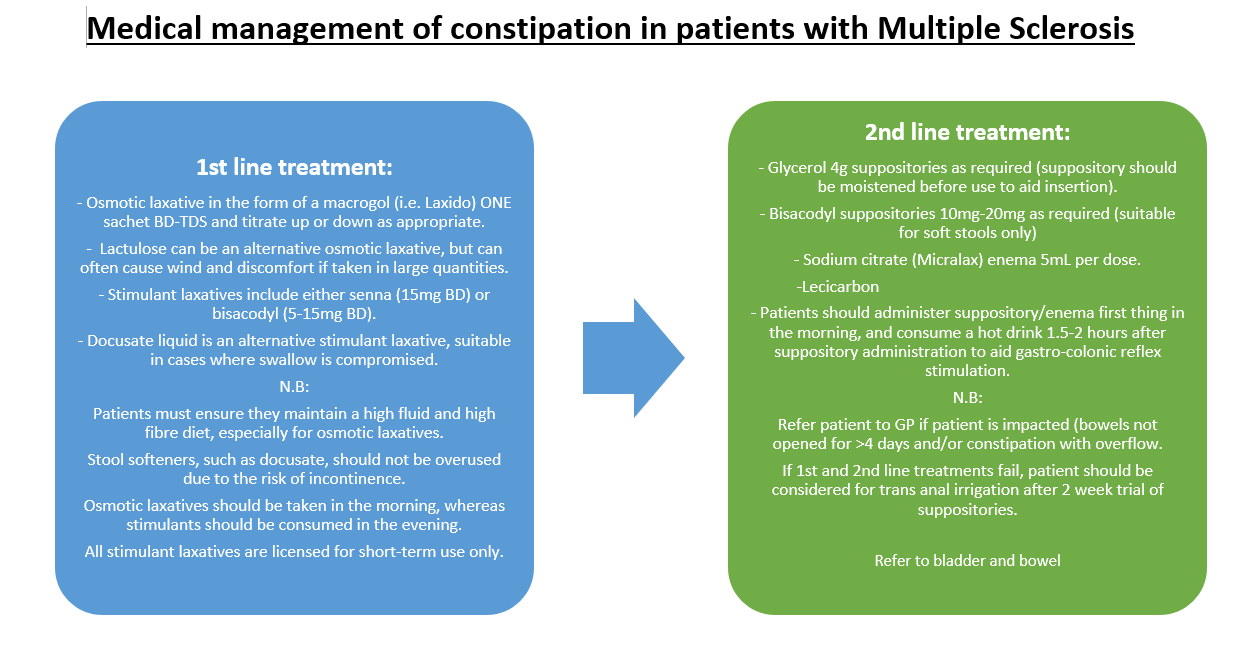 Medical management of constipation in patients with Multiple Sclerosis
1st line treatment:
- Osmotic laxative in the form of a macrogol (i.e. Laxido) ONE
sachet BD-TDS and titrate up or down as appropriate.
- Lactulose can be an alternative osmotic laxative, but can
often cause wind and discomfort if taken in large quantities.
- Stimulant laxatives include either senna (15mg BD) or
bisacodyl (5-15mg BD).
- Docusate liquid is an alternative stimulant laxative, suitable
in cases where swallow is compromised.
N.B:
Patients must ensure they maintain a high fluid and high
fibre diet, especially for osmotic laxatives.
Stool softeners, such as docusate, should not be overused
due to the risk of incontinence.
Osmotic laxatives should be taken in the morning, whereas
stimulants should be consumed in the evening.
All stimulant laxatives are licensed for short-term use only.
2nd line treatment:
- Glycerol 4g suppositories as required (suppository should
be moistened before use to aid insertion).
- Bisacodyl suppositories 10mg-20mg as required (suitable
for soft stools only)
- Sodium citrate (Micralax) enema 5mL per dose.
-Lecicarbon
- Patients should administer suppository/enema first thing in
the morning, and consume a hot drink 1.5-2 hours after
suppository administration to aid gastro-colonic reflex
stimulation.
N.B:
Refer patient to GP if patient is impacted (bowels not
opened for >4 days and/or constipation with overflow.
If 1st and 2nd line treatments fail, patient should be
considered for trans anal irrigation after 2 week trial of
suppositories.
Refer to bladder and bowel